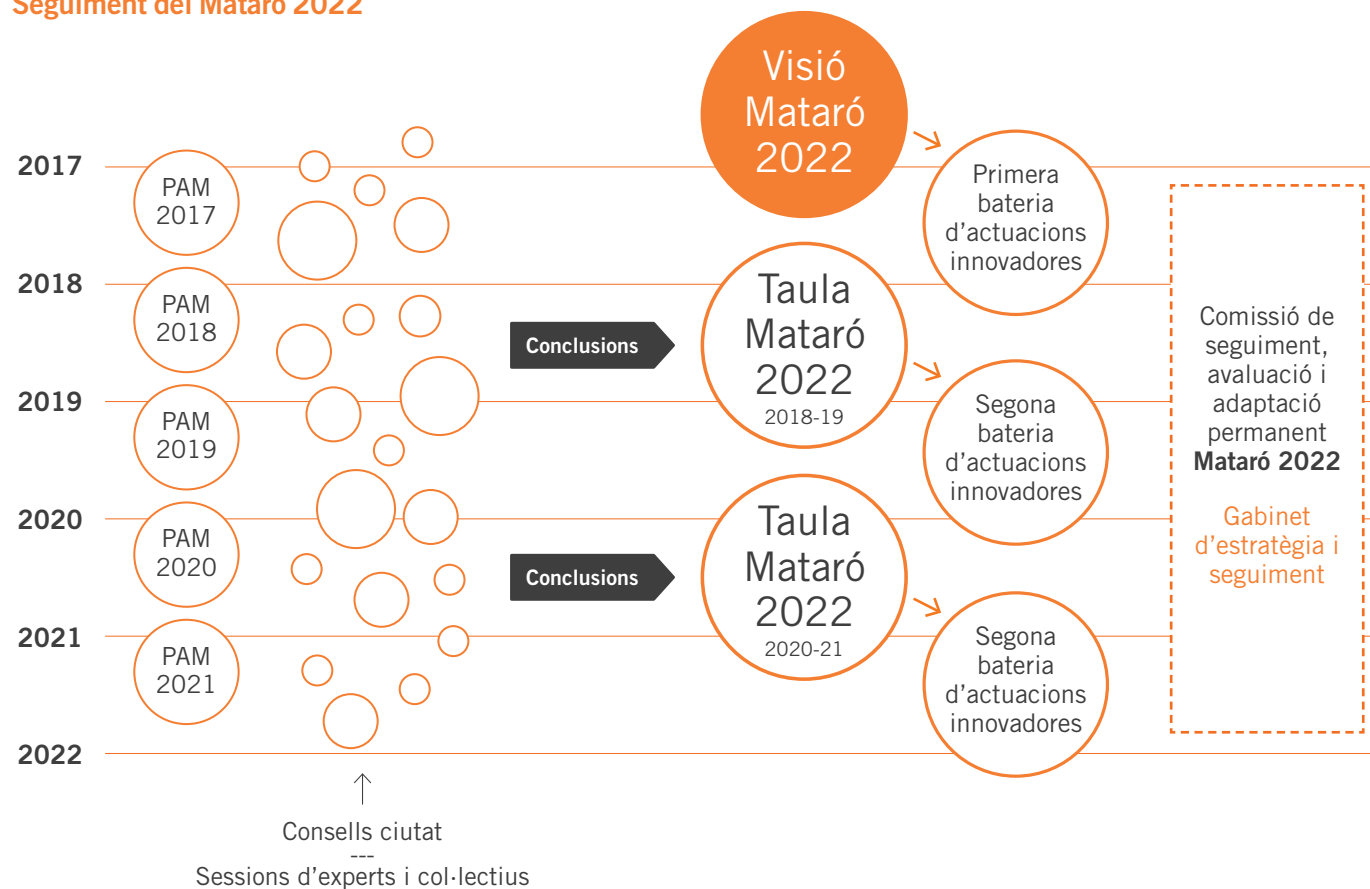 Seguiment del Mataró 2022
Visió
Mataró
2022
2017
PAM
2017
Primera
bateria
d'actuacions
innovadores
2018
PAM
2018
Conclusions
Taula
Mataró
2022
2018-19
Comissió de
seguiment,
avaluació i
adaptació
permanent
Mataró 2022
Gabinet
d'estratègia i
seguiment
2019
PAM
2019
Segona
bateria
d'actuacions
innovadores
2020
PAM
2020
Conclusions
Taula
Mataró
2022
2020-21
2021
PAM
2021
Segona
bateria
d'actuacions
innovadores
2022
Consells ciutat
---
Sessions d'experts i col·lectius